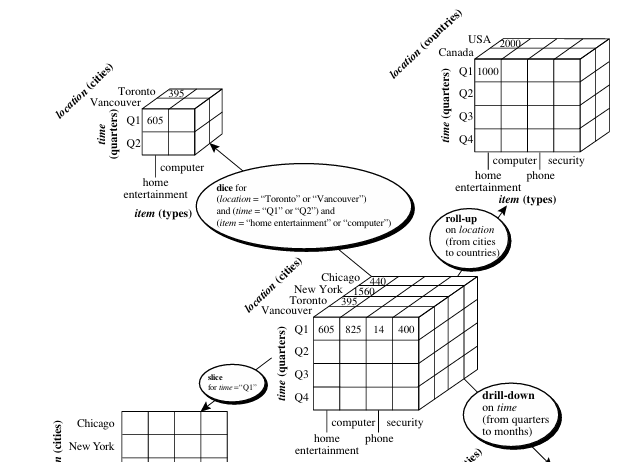 location (countries)
USA
2000
Canada
Q1
1000
Q2
Q3
Q4
time (quarters)
computer
security
home
entertainment
phone
item (types)
location (cities)
Toronto
395
Vancouver
Q1
605
Q2
time
(quarters)
computer
home
entertainment
item (types)
dice for
(location = “Toronto” or “Vancouver”)
and (time = “Q1” or “Q2”) and
(item = “home entertainment” or “computer”)
roll-up
on location
(from cities
to countries)
location (cities)
Chicago
440
New York
1560
Toronto
395
Vancouver
Q1
605 825 14 400
Q2
Q3
Q4
time (quarters)
computer
security
home
entertainment
phone
slice
for time =“Q1”
drill-down
on time
(from quarters
to months)
Chicago
New York
(cities)